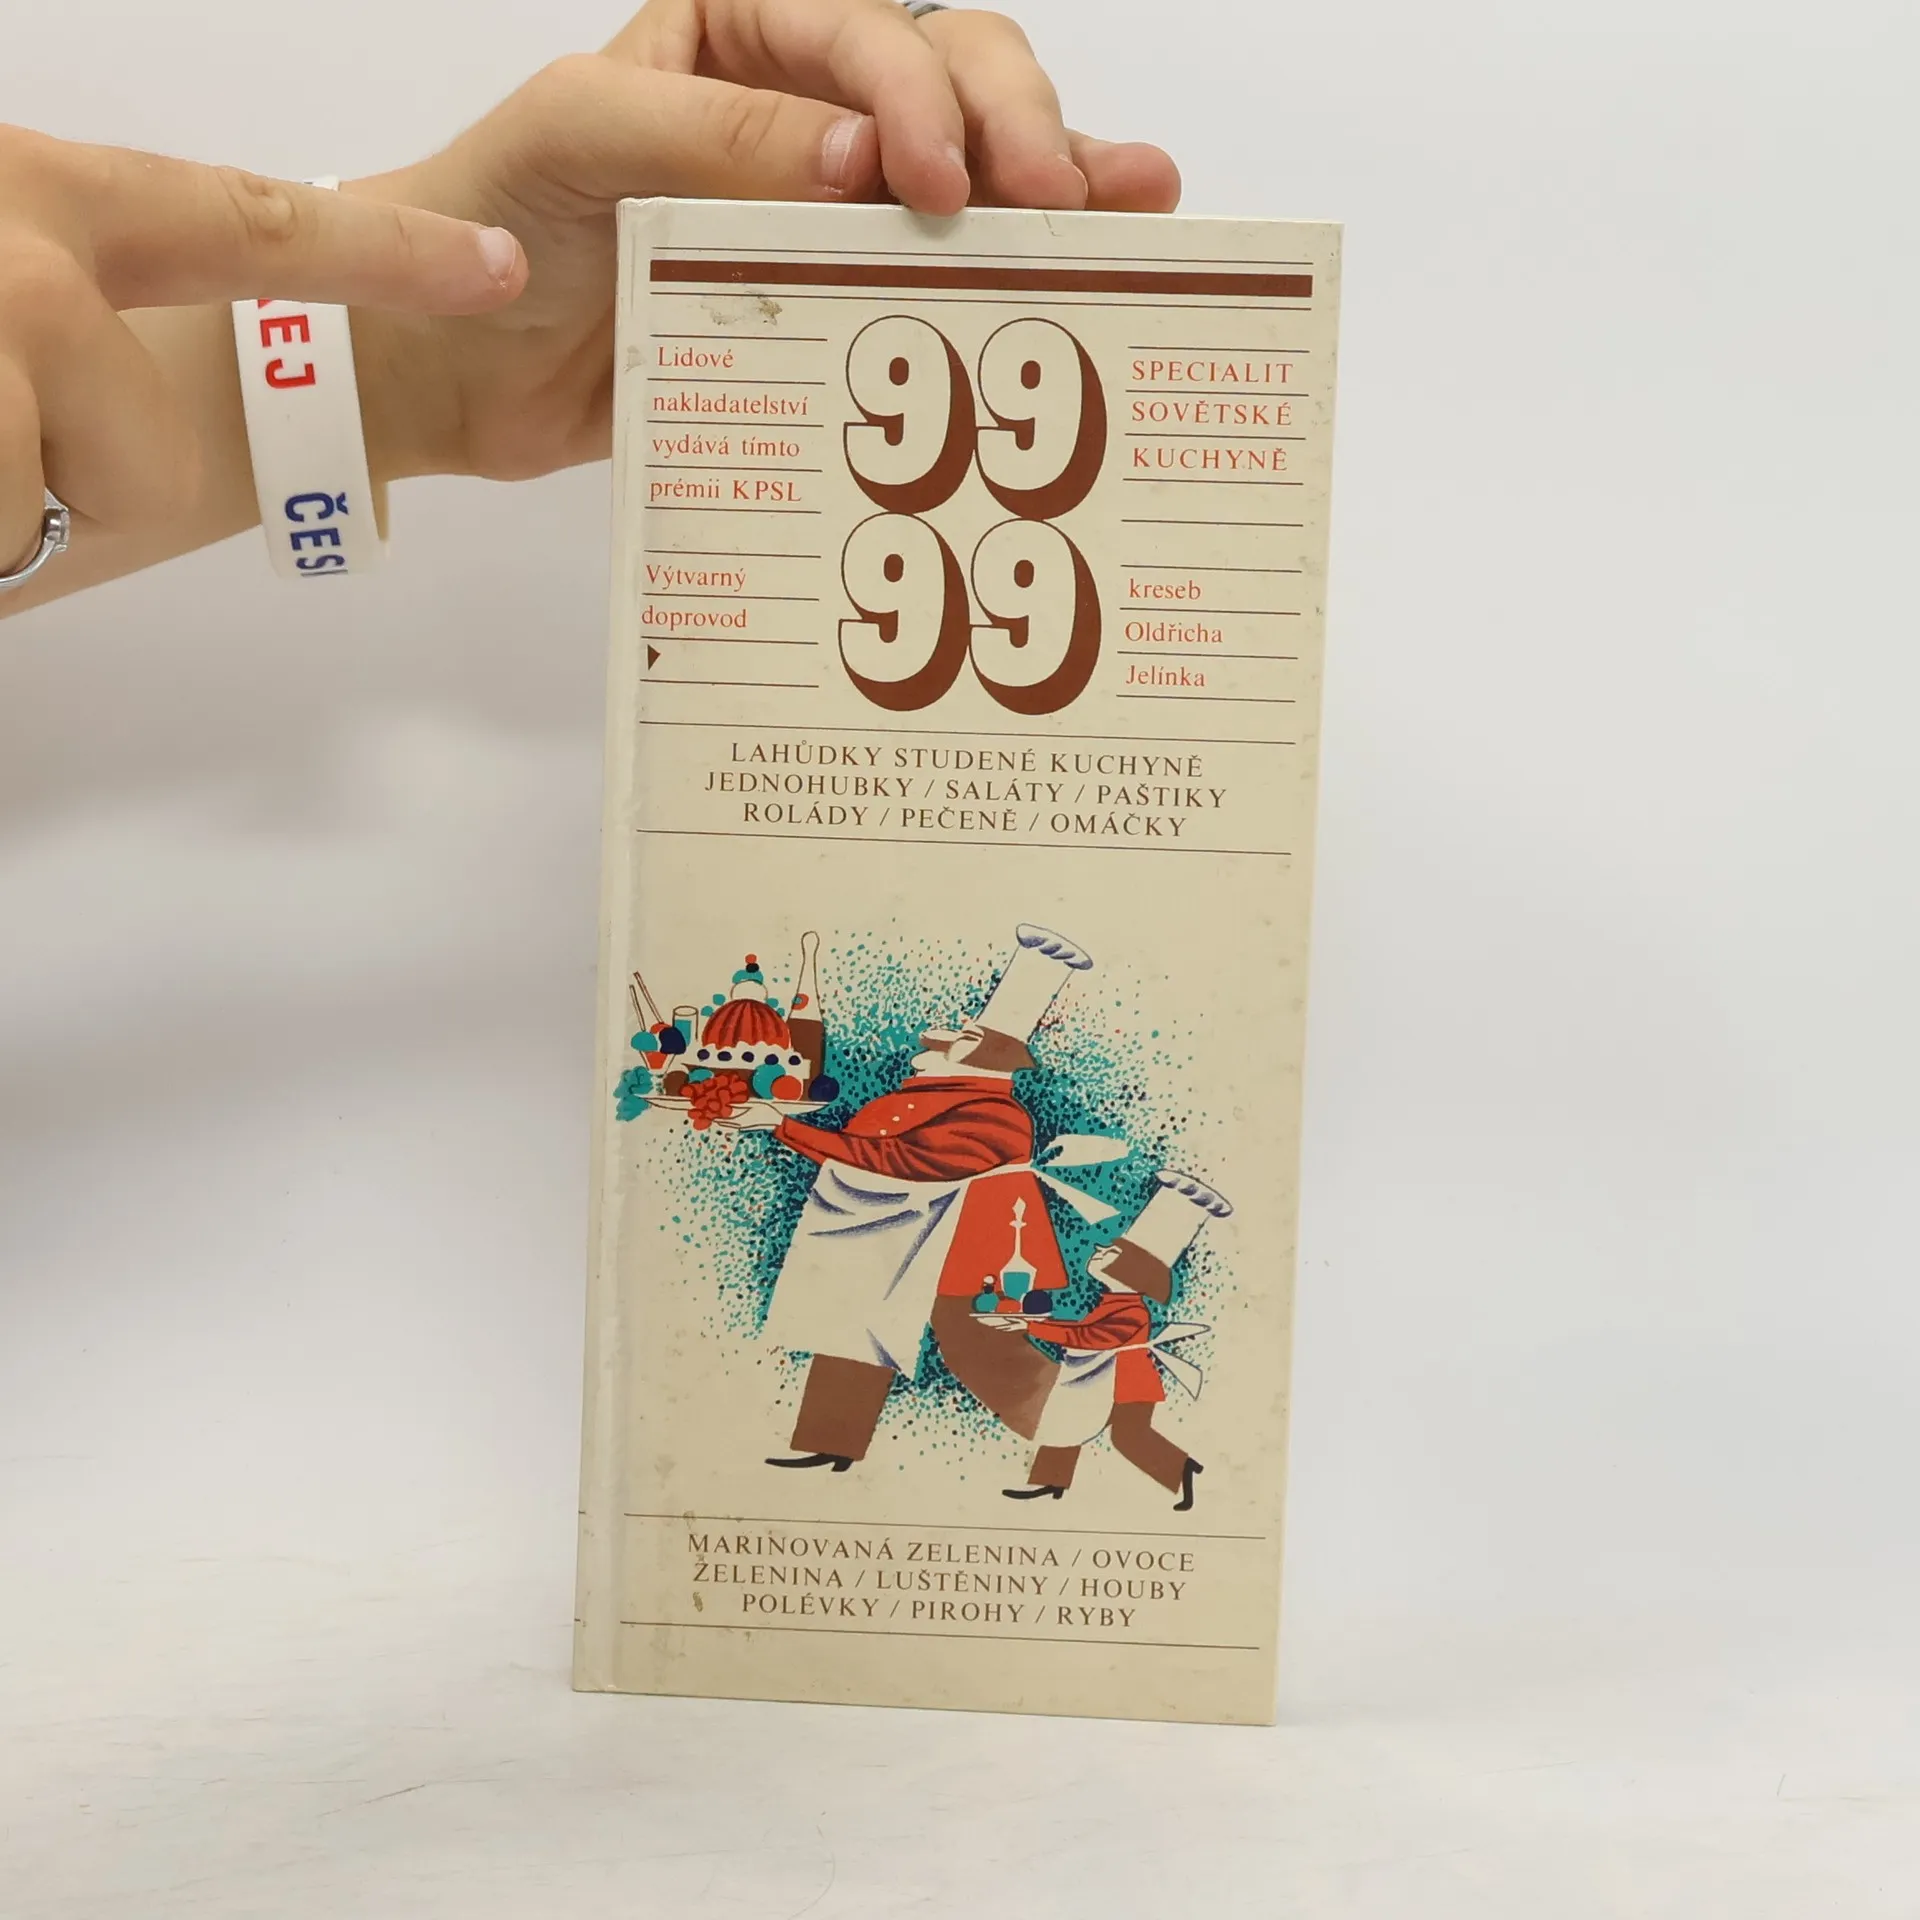 EJ
ČES
Lidové
nakladatelství
vydává tímto
prémii KPSL
99
SPECIALIT
SOVĚTSKÉ
KUCHYNĚ
Výtvarný
doprovod
99
kreseb
Oldřicha
Jelínka
LAHŮDKY STUDENÉ KUCHYNĚ
JEDNOHUBKY / SALÁTY / PAŠTIKY
ROLÁDY / PEČENĚ / OMÁČKY
MARINOVANÁ ZELENINA / OVOCE
ZELENINA / LUŠTĚNINY / HOUBY
POLÉVKY / PIROHY / RYBY